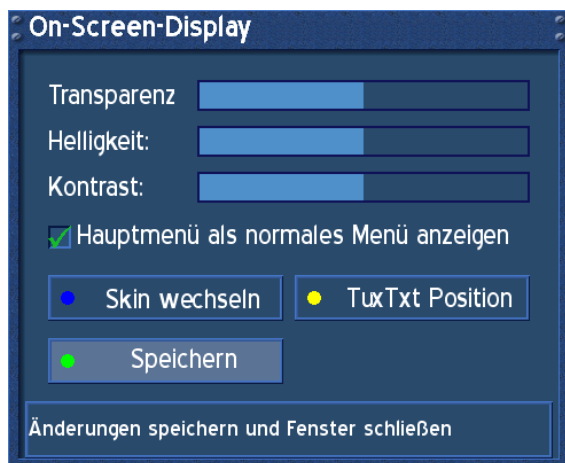 On-Screen-Display
Transparenz
Helligkeit:
Kontrast:
Hauptmenü als normales Menü anzeigen
Skin wechseln
TuxTxt Position
Speichern
Änderungen speichern und Fenster schließen